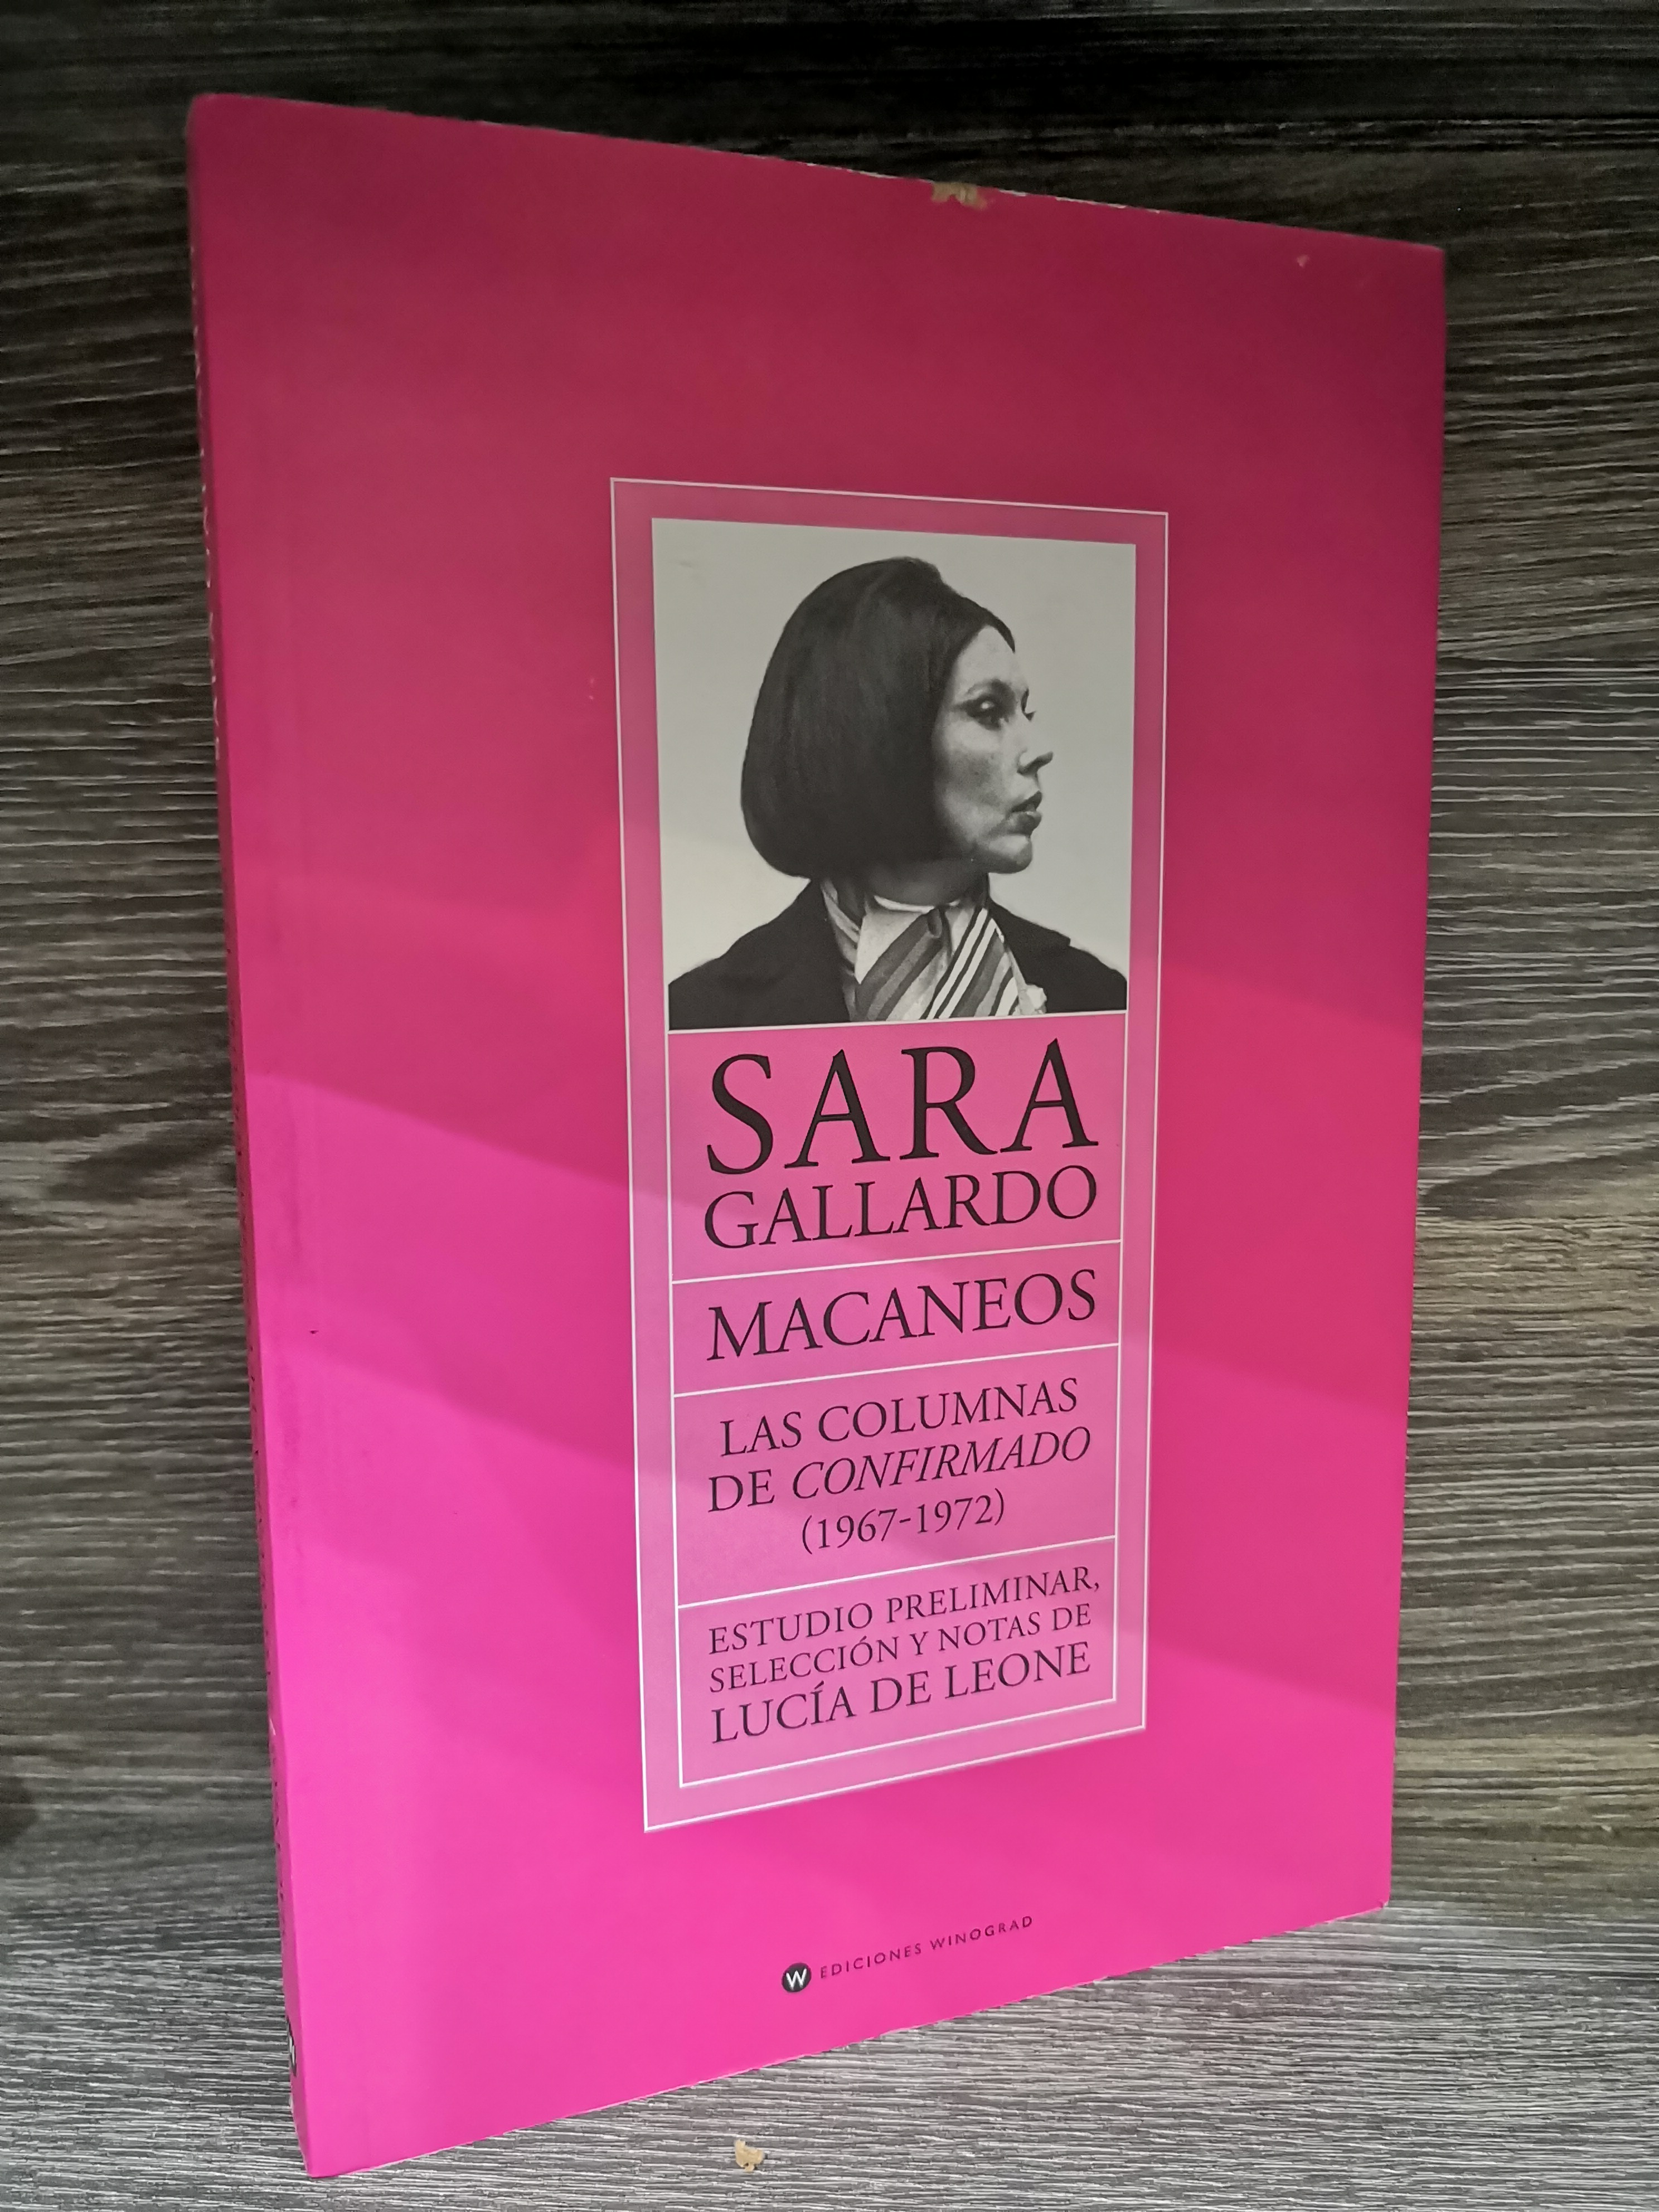 SARA
GALLARDO
MACANEOS
LAS COLUMNAS
DE CONFIRMADO
(1967-1972)
ESTUDIO PRELIMINAR,
SELECCIÓN Y NOTAS DE
LUCÍA DE LEONE
W EDICIONES WINOGRAD